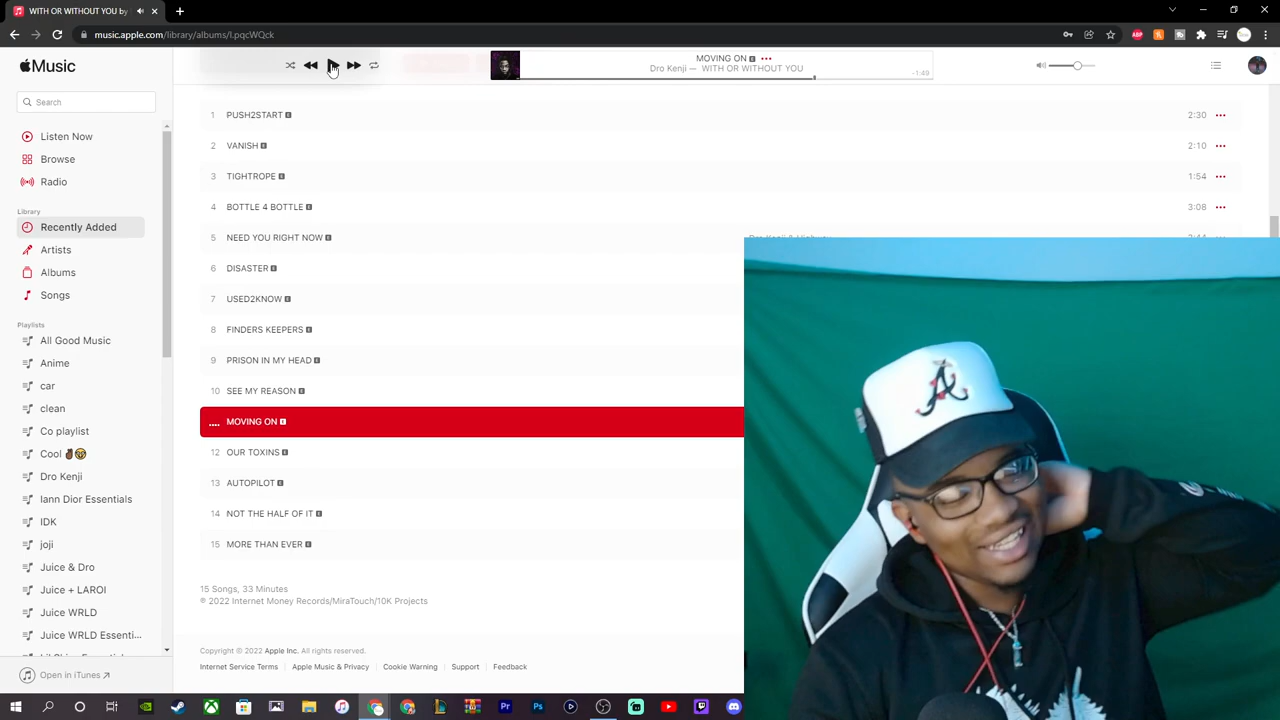 WITH OR WITHOUT YOU by
music.apple.com/library/albums/l.pqcWQck
Music
MOVING ON E
Dro Kenji — WITH OR WITHOUT YOU
-1:49
Search
Listen Now
Browse
Radio
Library
Recently Added
Artists
Albums
Songs
Playlists
All Good Music
Anime
car
clean
Co playlist
Cool
Dro Kenji
Iann Dior Essentials
IDK
joji
Juice & Dro
Juice + LAROI
Juice WRLD
Juice WRLD Essenti...
Open in iTunes
1 PUSH2START E 2:30
2 VANISH E 2:10
3 TIGHTROPE E 1:54
4 BOTTLE 4 BOTTLE E 3:08
5 NEED YOU RIGHT NOW E
6 DISASTER E
7 USED2KNOW E
8 FINDERS KEEPERS E
9 PRISON IN MY HEAD E
10 SEE MY REASON E
MOVING ON E
12 OUR TOXINS E
13 AUTOPILOT E
14 NOT THE HALF OF IT E
15 MORE THAN EVER E
15 Songs, 33 Minutes
℗ 2022 Internet Money Records/MiraTouch/10K Projects
Copyright © 2022 Apple Inc. All rights reserved.
Internet Service Terms | Apple Music & Privacy | Cookie Warning | Support | Feedback
A